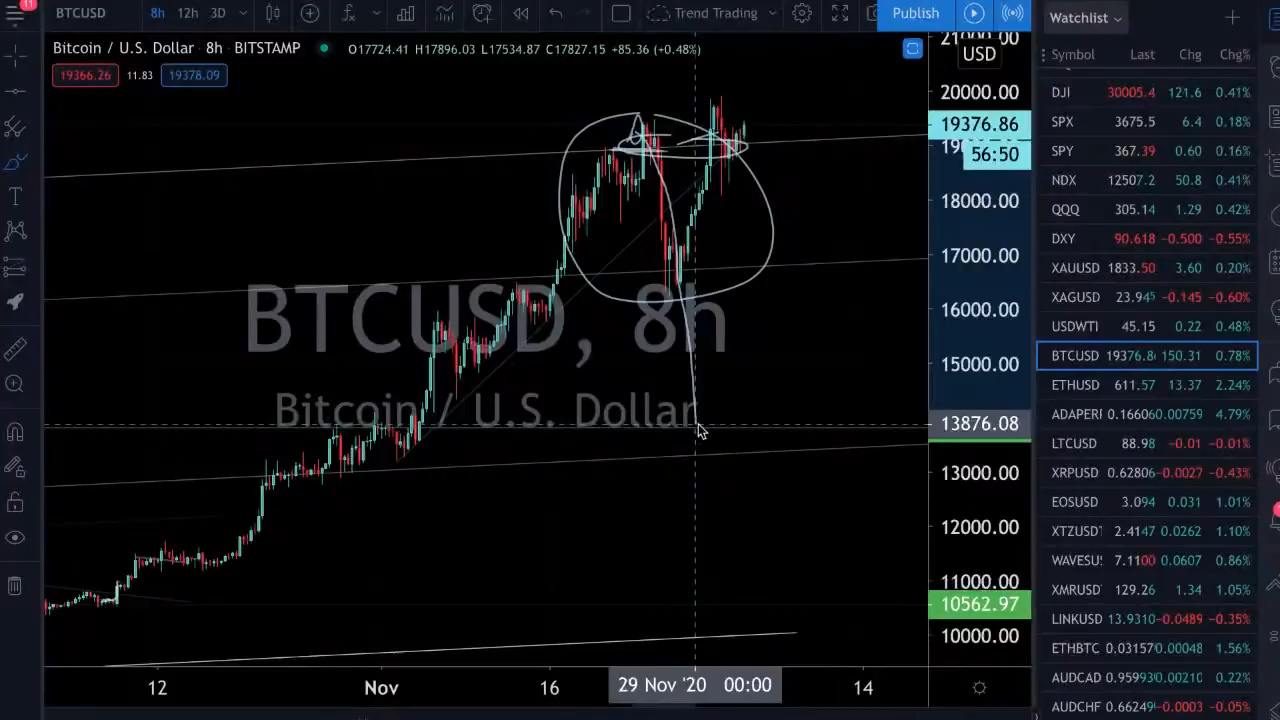 11
BTCUSD 8h 12h 3D Trend Trading Publish Watchlist
Bitcoin / U.S. Dollar · 8h · BITSTAMP O17724.41 H17896.03 L17534.87 C17827.15 +85.36 (+0.48%)
19366.26 11.83 19378.09
21000.00
USD
20000.00
19376.86
56:50
18000.00
17000.00
16000.00
15000.00
13876.08
13000.00
12000.00
11000.00
10562.97
10000.00
BTCUSD, 8h
Bitcoin / U.S. Dollar
12 Nov 16 29 Nov '20 00:00 14
Symbol Last Chg Chg%
DJI 30005.4 121.6 0.41%
SPX 3675.5 6.4 0.18%
SPY 367.39 0.60 0.16%
NDX 12507.2 50.8 0.41%
QQQ 305.14 1.29 0.42%
DXY 90.618 -0.500 -0.55%
XAUUSD 1833.50 3.60 0.20%
XAGUSD 23.945 -0.145 -0.60%
USDWTI 45.15 0.22 0.48%
BTCUSD 19376.8 150.31 0.78%
ETHUSD 611.57 13.37 2.24%
ADAPERP 0.16606 0.00759 4.79%
LTCUSD 88.98 -0.01 -0.01%
XRPUSD 0.62806 -0.0027 -0.43%
EOSUSD 3.094 0.031 1.01%
XTZUSD 2.4147 0.0262 1.10%
WAVESU 7.1100 0.0607 0.86%
XMRUSD 129.26 1.34 1.05%
LINKUSD 13.9310 -0.0489 -0.35%
ETHBTC 0.03157 0.00048 1.56%
AUDCAD 0.95993 0.00210 0.22%
AUDCHF 0.66249 -0.0003 -0.05%